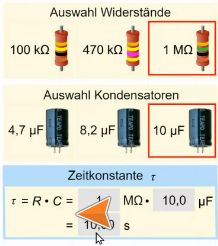 Auswahl Widerstände
100 kΩ 470 kΩ 1 MΩ
Auswahl Kondensatoren
4,7 µF 8,2 µF 10 µF
Zeitkonstante τ
τ = R • C = 1 MΩ • 10,0 µF
= s